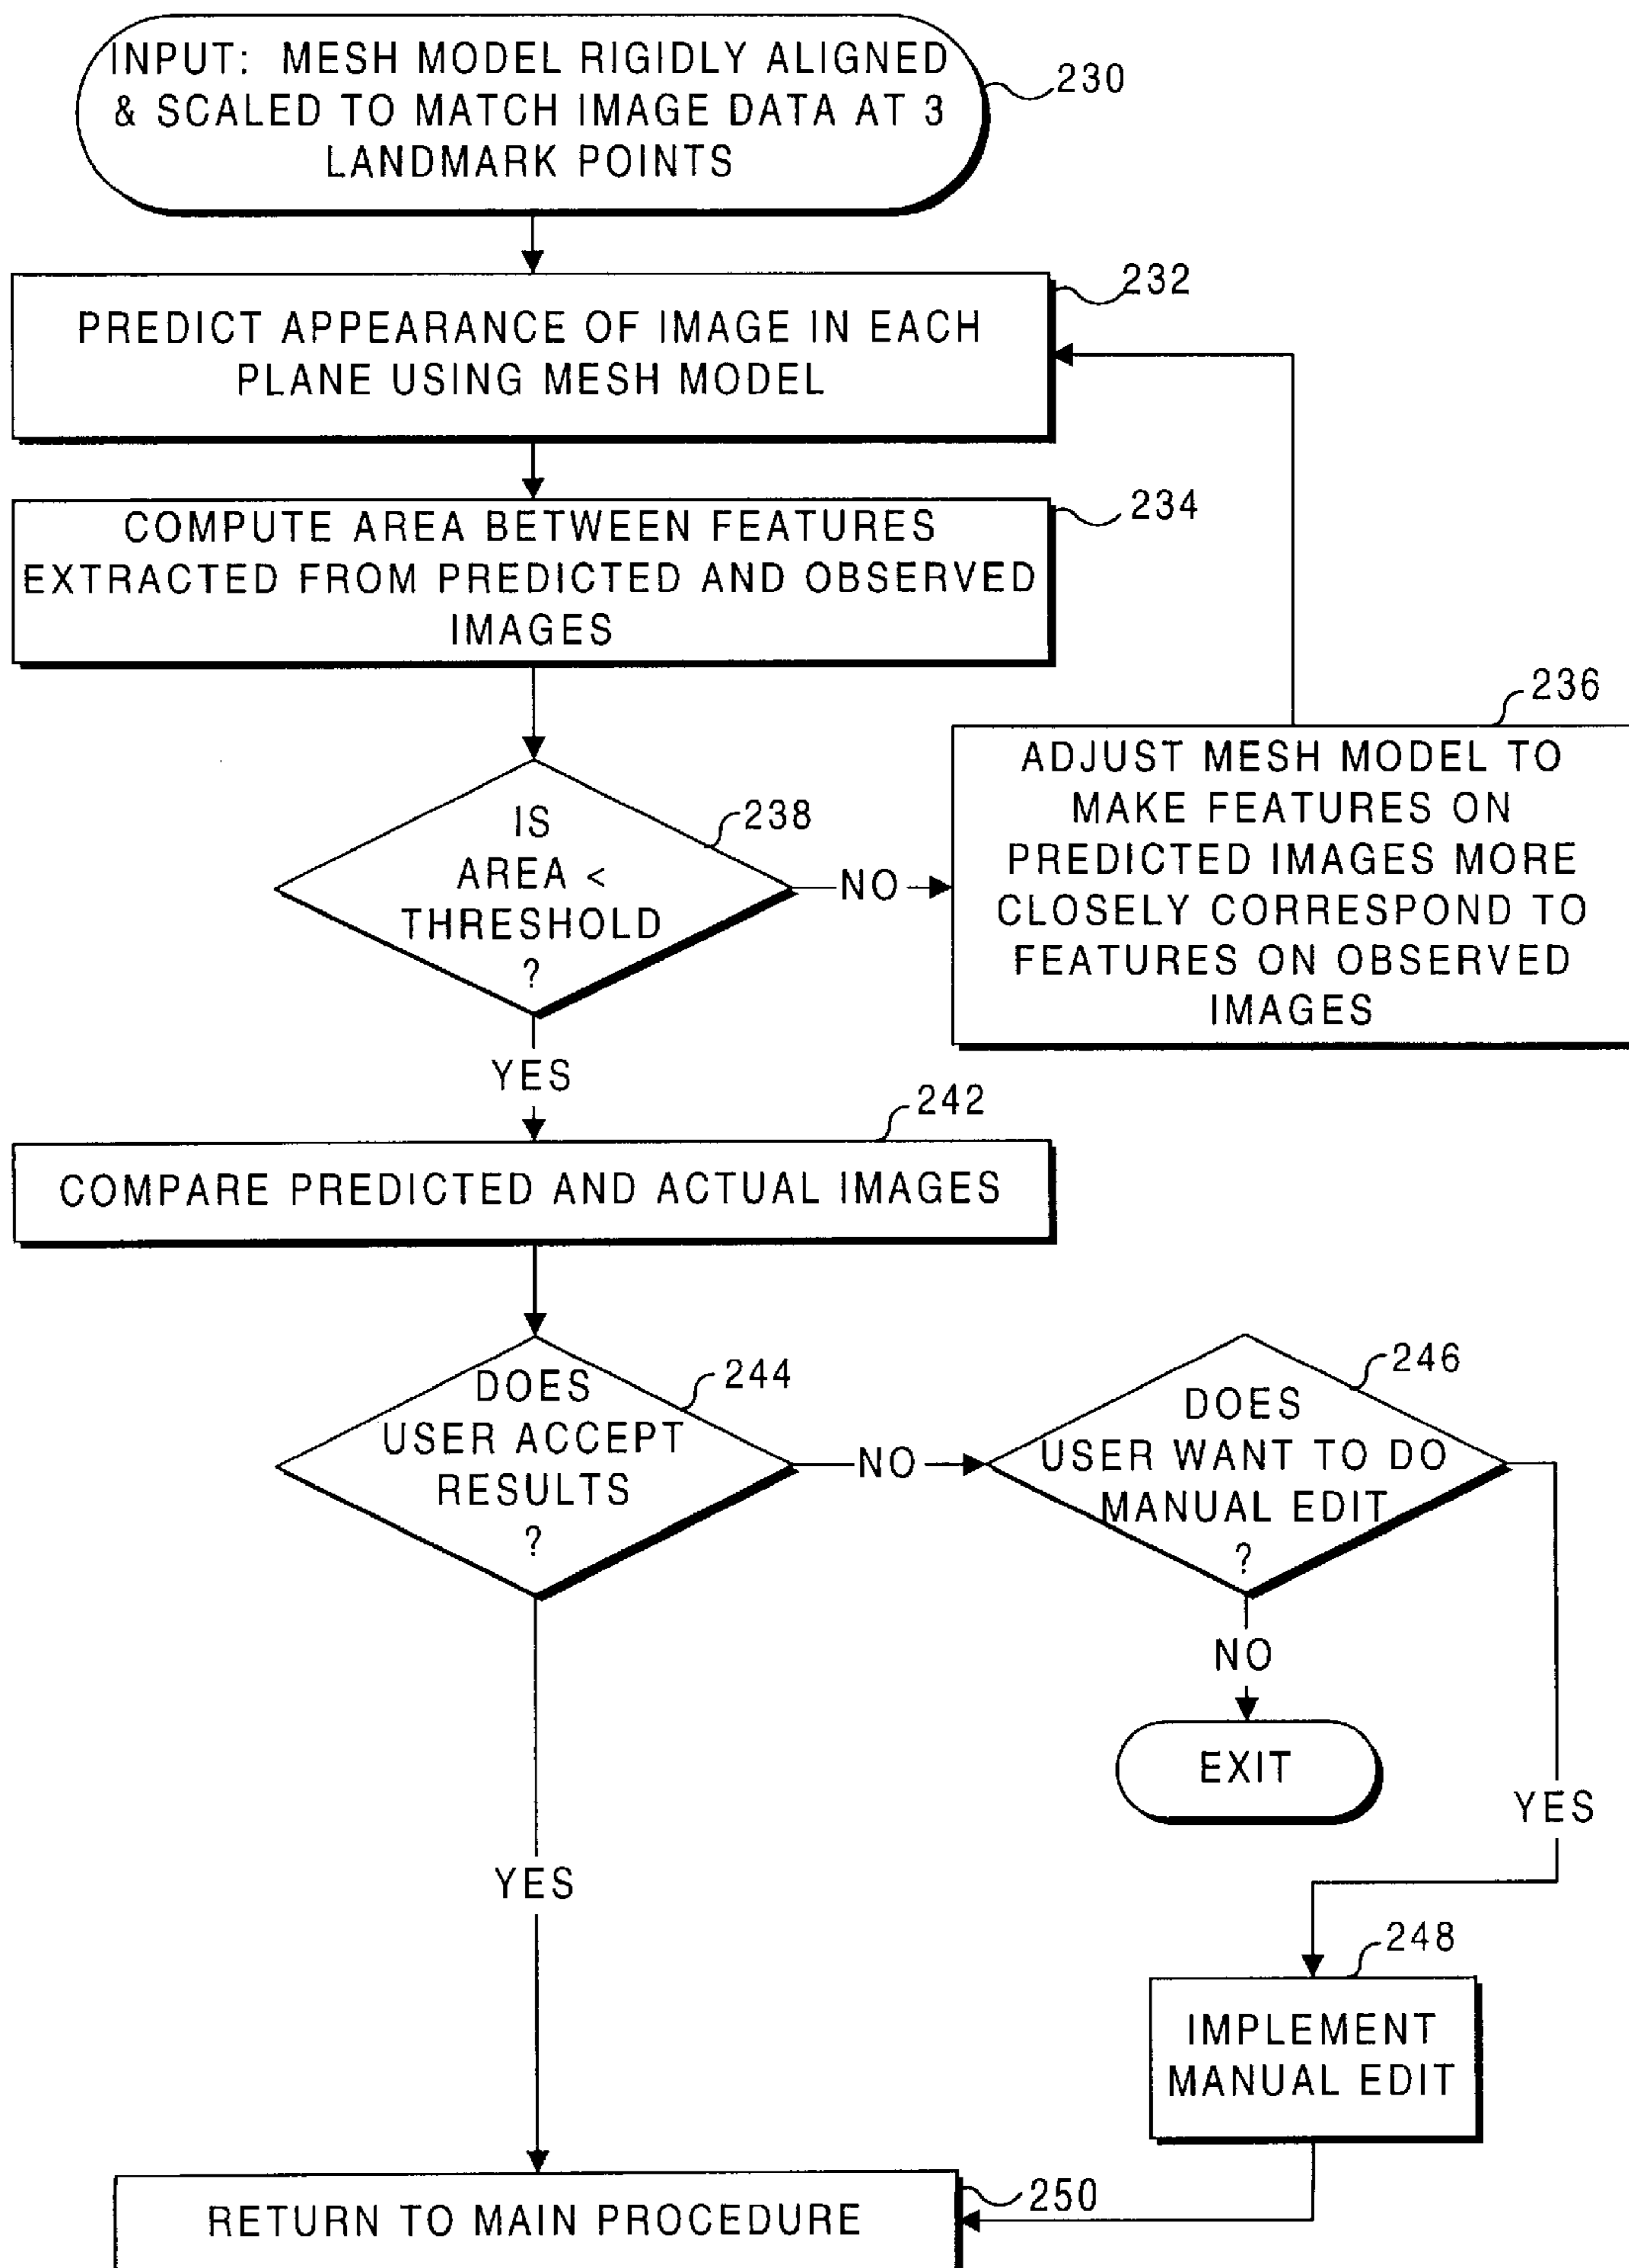 INPUT: MESH MODEL RIGIDLY ALIGNED
& SCALED TO MATCH IMAGE DATA AT 3
LANDMARK POINTS
230
232
PREDICT APPEARANCE OF IMAGE IN EACH
PLANE USING MESH MODEL
234
COMPUTE AREA BETWEEN FEATURES
EXTRACTED FROM PREDICTED AND OBSERVED
IMAGES
236
ADJUST MESH MODEL TO
MAKE FEATURES ON
PREDICTED IMAGES MORE
CLOSELY CORRESPOND TO
FEATURES ON OBSERVED
IMAGES
238
IS
AREA <
THRESHOLD
?
NO
YES
242
COMPARE PREDICTED AND ACTUAL IMAGES
244
DOES
USER ACCEPT
RESULTS
?
NO
246
DOES
USER WANT TO DO
MANUAL EDIT
?
NO
EXIT
YES
YES
248
IMPLEMENT
MANUAL EDIT
250
RETURN TO MAIN PROCEDURE